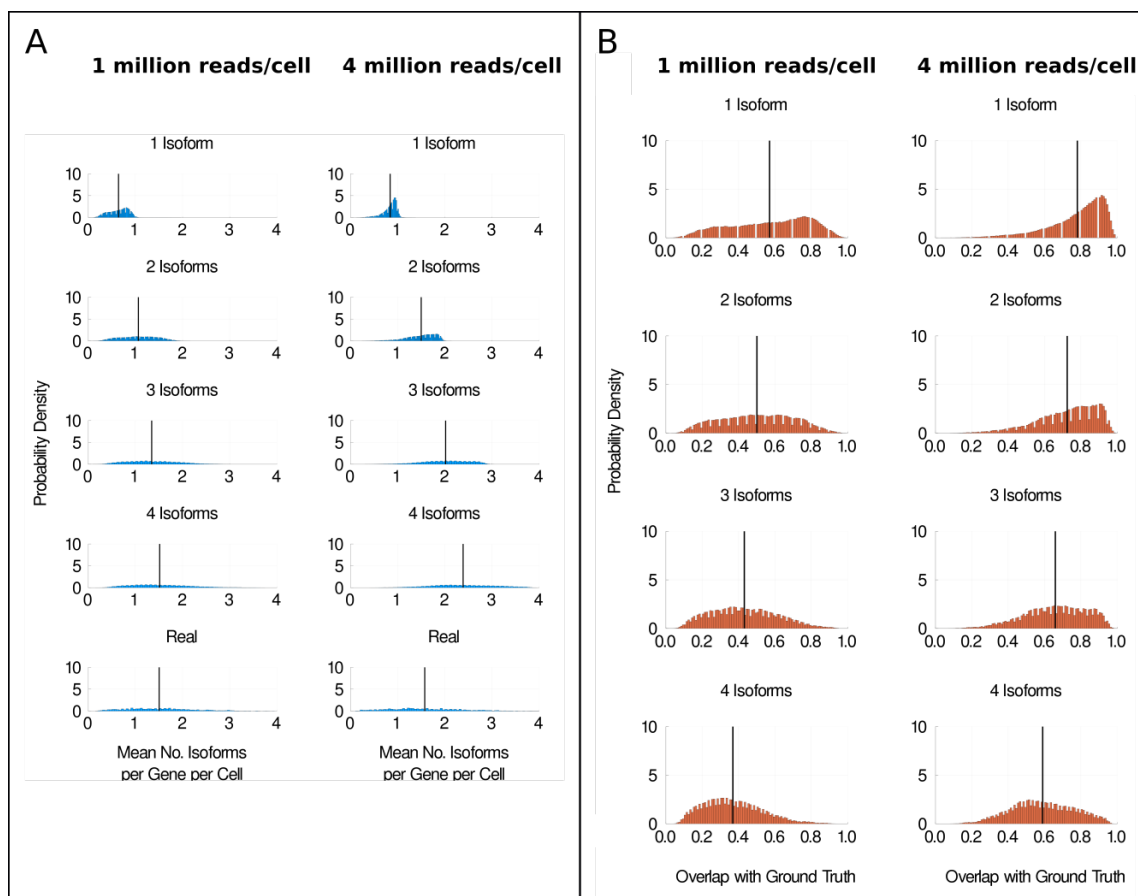 A
1 million reads/cell 4 million reads/cell
1 Isoform 1 Isoform
10 10
5 5
0 0
0 1 2 3 4 0 1 2 3 4
2 Isoforms 2 Isoforms
10 10
5 5
0 0
0 1 2 3 4 0 1 2 3 4
Probability Density
3 Isoforms 3 Isoforms
10 10
5 5
0 0
0 1 2 3 4 0 1 2 3 4
4 Isoforms 4 Isoforms
10 10
5 5
0 0
0 1 2 3 4 0 1 2 3 4
Real Real
10 10
5 5
0 0
0 1 2 3 4 0 1 2 3 4
Mean No. Isoforms Mean No. Isoforms
per Gene per Cell per Gene per Cell
B
1 million reads/cell 4 million reads/cell
1 Isoform 1 Isoform
10 10
5 5
0 0
0.0 0.2 0.4 0.6 0.8 1.0 0.0 0.2 0.4 0.6 0.8 1.0
2 Isoforms 2 Isoforms
10 10
5 5
0 0
0.0 0.2 0.4 0.6 0.8 1.0 0.0 0.2 0.4 0.6 0.8 1.0
Probability Density
3 Isoforms 3 Isoforms
10 10
5 5
0 0
0.0 0.2 0.4 0.6 0.8 1.0 0.0 0.2 0.4 0.6 0.8 1.0
4 Isoforms 4 Isoforms
10 10
5 5
0 0
0.0 0.2 0.4 0.6 0.8 1.0 0.0 0.2 0.4 0.6 0.8 1.0
Overlap with Ground Truth Overlap with Ground Truth